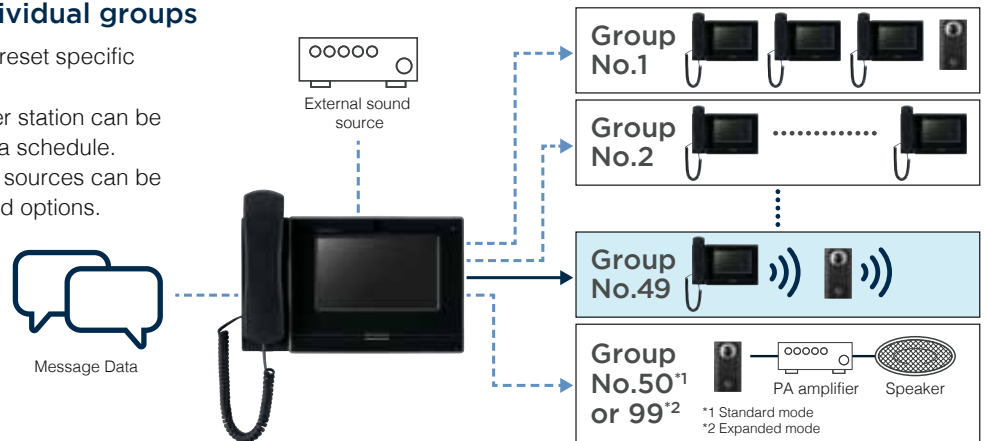 ividual groups
reset specific
er station can be
a schedule.
sources can be
d options.
External sound
source
Message Data
Group
No.1
Group
No.2
Group
No.49
Group
No.50*1
or 99*2
PA amplifier
Speaker
*1 Standard mode
*2 Expanded mode